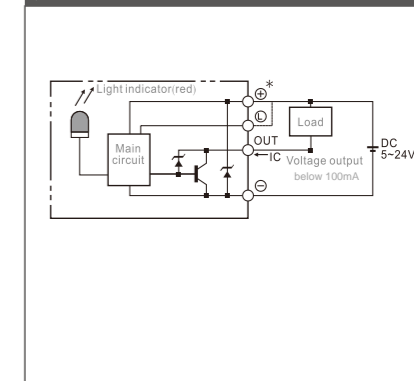 Light indicator(red)
*
⊕
Ⓛ
Main
circuit
OUT
IC
⊖
Load
Voltage output
below 100mA
DC
5~24V